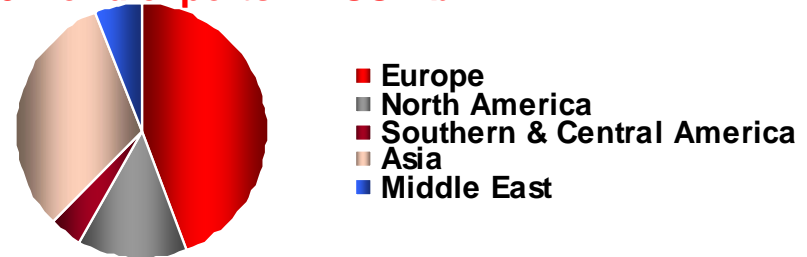 Europe
North America
Southern & Central America
Asia
Middle East